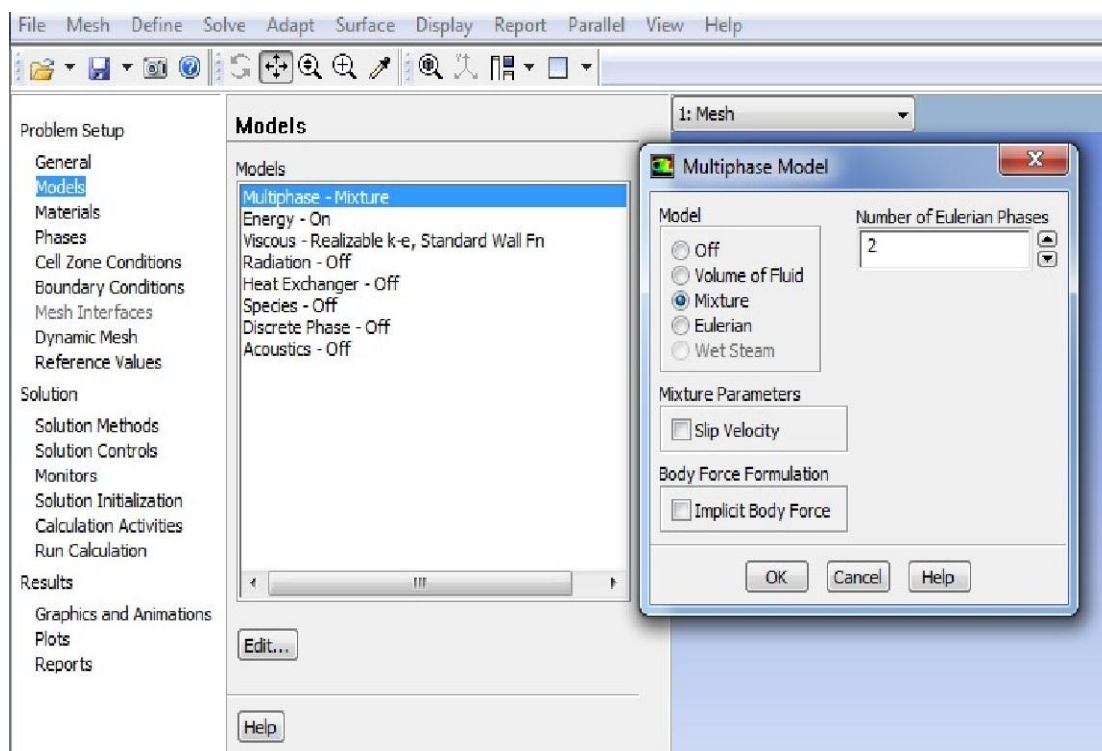 File Mesh Define Solve Adapt Surface Display Report Parallel View Help
Problem Setup
General
Models
Materials
Phases
Cell Zone Conditions
Boundary Conditions
Mesh Interfaces
Dynamic Mesh
Reference Values
Solution
Solution Methods
Solution Controls
Monitors
Solution Initialization
Calculation Activities
Run Calculation
Results
Graphics and Animations
Plots
Reports
Models
Models
Multiphase - Mixture
Energy - On
Viscous - Realizable k-e, Standard Wall Fn
Radiation - Off
Heat Exchanger - Off
Species - Off
Discrete Phase - Off
Acoustics - Off
Edit...
Help
1: Mesh
Multiphase Model
Model
Off
Volume of Fluid
Mixture
Eulerian
Wet Steam
Number of Eulerian Phases
2
Mixture Parameters
Slip Velocity
Body Force Formulation
Implicit Body Force
OK Cancel Help